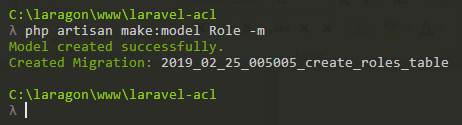 C:\laragon\www\laravel-acl
λ php artisan make:model Role -m
Model created successfully.
Created Migration: 2019_02_25_005005_create_roles_table
C:\laragon\www\laravel-acl
λ